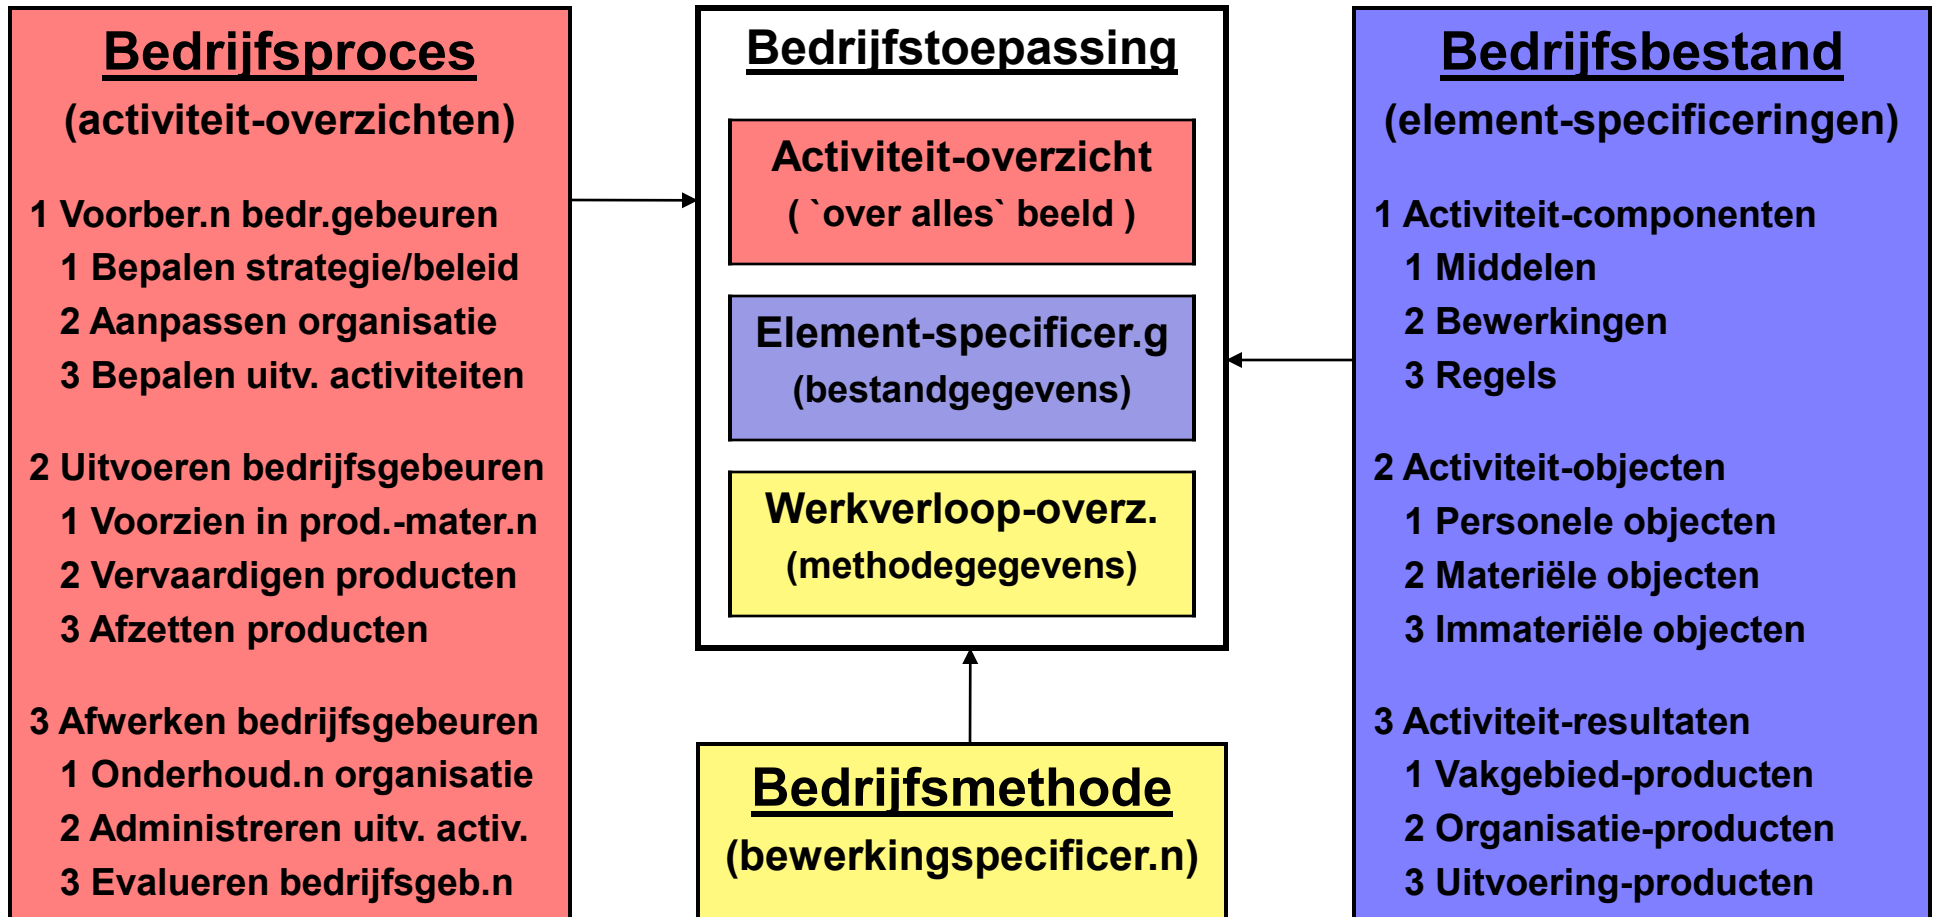 Bedrijfsproces
(activiteit-overzichten)
1 Voorber.n bedr.gebeuren
1 Bepalen strategie/beleid
2 Aanpassen organisatie
3 Bepalen uitv. activiteiten
2 Uitvoeren bedrijfsgebeuren
1 Voorzien in prod.-mater.n
2 Vervaardigen producten
3 Afzetten producten
3 Afwerken bedrijfsgebeuren
1 Onderhoud.n organisatie
2 Administreren uitv. activ.
3 Evalueren bedrijfsgeb.n
Bedrijfstoepassing
Activiteit-overzicht
( `over alles` beeld )
Element-specificer.g
(bestandgegevens)
Werkverloop-overz.
(methodegegevens)
Bedrijfsmethode
(bewerkingspecificer.n)
Bedrijfsbestand
(element-specificeringen)
1 Activiteit-componenten
1 Middelen
2 Bewerkingen
3 Regels
2 Activiteit-objecten
1 Personele objecten
2 Materiële objecten
3 Immateriële objecten
3 Activiteit-resultaten
1 Vakgebied-producten
2 Organisatie-producten
3 Uitvoering-producten